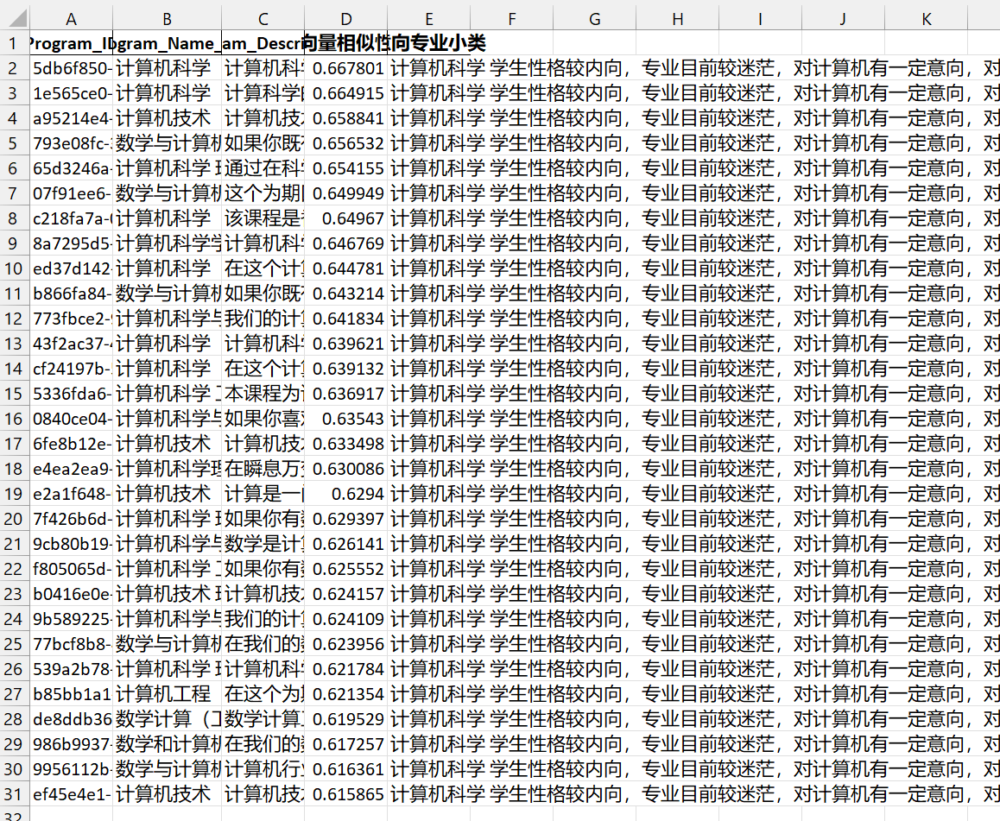 A B C D E F G H I J K
1 Program_ID gram_Name_ am_Descri 向量相似性 向专业小类
2 5db6f850- 计算机科学 计算机科学 0.667801 计算机科学 学生性格较内向，专业目前较迷茫，对计算机有一定意向，对
3 1e565ce0- 计算机科学 计算科学 0.664915 计算机科学 学生性格较内向，专业目前较迷茫，对计算机有一定意向，对
4 a95214e4- 计算机技术 计算机技 0.658841 计算机科学 学生性格较内向，专业目前较迷茫，对计算机有一定意向，对
5 793e08fc- 数学与计算机 如果你既 0.656532 计算机科学 学生性格较内向，专业目前较迷茫，对计算机有一定意向，对
6 65d3246a- 计算机科学 通过在科 0.654155 计算机科学 学生性格较内向，专业目前较迷茫，对计算机有一定意向，对
7 07f91ee6- 数学与计算机 这个为期 0.649949 计算机科学 学生性格较内向，专业目前较迷茫，对计算机有一定意向，对
8 c218fa7a- 计算机科学 该课程是 0.64967 计算机科学 学生性格较内向，专业目前较迷茫，对计算机有一定意向，对
9 8a7295d5- 计算机科学学 计算机科 0.646769 计算机科学 学生性格较内向，专业目前较迷茫，对计算机有一定意向，对
10 ed37d142- 计算机科学 在这个计 0.644781 计算机科学 学生性格较内向，专业目前较迷茫，对计算机有一定意向，对
11 b866fa84- 数学与计算机 如果你既 0.643214 计算机科学 学生性格较内向，专业目前较迷茫，对计算机有一定意向，对
12 773fbce2- 计算机科学与 我们的计 0.641834 计算机科学 学生性格较内向，专业目前较迷茫，对计算机有一定意向，对
13 43f2ac37- 计算机科学 计算机科 0.639621 计算机科学 学生性格较内向，专业目前较迷茫，对计算机有一定意向，对
14 cf24197b- 计算机科学 在这个计 0.639132 计算机科学 学生性格较内向，专业目前较迷茫，对计算机有一定意向，对
15 5336fda6- 计算机科学 本课程为 0.636917 计算机科学 学生性格较内向，专业目前较迷茫，对计算机有一定意向，对
16 0840ce04- 计算机科学与 如果你喜 0.63543 计算机科学 学生性格较内向，专业目前较迷茫，对计算机有一定意向，对
17 6fe8b12e- 计算机技术 计算机技 0.633498 计算机科学 学生性格较内向，专业目前较迷茫，对计算机有一定意向，对
18 e4ea2ea9- 计算机科学理 在瞬息万 0.630086 计算机科学 学生性格较内向，专业目前较迷茫，对计算机有一定意向，对
19 e2a1f648- 计算机技术 计算是一 0.6294 计算机科学 学生性格较内向，专业目前较迷茫，对计算机有一定意向，对
20 7f426b6d- 计算机科学 如果你有 0.629397 计算机科学 学生性格较内向，专业目前较迷茫，对计算机有一定意向，对
21 9cb80b19- 计算机科学与 数学是计 0.626141 计算机科学 学生性格较内向，专业目前较迷茫，对计算机有一定意向，对
22 f805065d- 计算机科学 如果你有 0.625552 计算机科学 学生性格较内向，专业目前较迷茫，对计算机有一定意向，对
23 b0416e0e- 计算机技术 计算机技 0.624157 计算机科学 学生性格较内向，专业目前较迷茫，对计算机有一定意向，对
24 9b589225- 计算机科学与 我们的计 0.624109 计算机科学 学生性格较内向，专业目前较迷茫，对计算机有一定意向，对
25 77bcf8b8- 数学与计算机 在我们的 0.623956 计算机科学 学生性格较内向，专业目前较迷茫，对计算机有一定意向，对
26 539a2b78- 计算机科学 计算机科 0.621784 计算机科学 学生性格较内向，专业目前较迷茫，对计算机有一定意向，对
27 b85bb1a1 计算机工程 在这个为 0.621354 计算机科学 学生性格较内向，专业目前较迷茫，对计算机有一定意向，对
28 de8ddb36 数学计算（工 数学计算 0.619529 计算机科学 学生性格较内向，专业目前较迷茫，对计算机有一定意向，对
29 986b9937- 数学和计算机 在我们的 0.617257 计算机科学 学生性格较内向，专业目前较迷茫，对计算机有一定意向，对
30 9956112b- 数学与计算机 计算机行 0.616361 计算机科学 学生性格较内向，专业目前较迷茫，对计算机有一定意向，对
31 ef45e4e1- 计算机技术 计算机技 0.615865 计算机科学 学生性格较内向，专业目前较迷茫，对计算机有一定意向，对
32